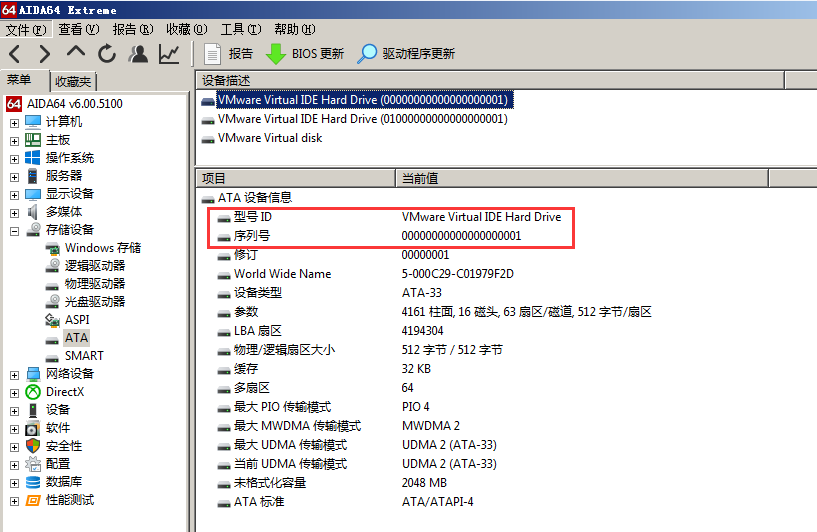 64 AIDA64 Extreme
文件(F) 查看(V) 报告(R) 收藏(O) 工具(T) 帮助(H)
报告 BIOS 更新 驱动程序更新
菜单 收藏夹
64 AIDA64 v6.00.5100
计算机
主板
操作系统
服务器
显示设备
多媒体
存储设备
Windows 存储
逻辑驱动器
物理驱动器
光盘驱动器
ASPI
ATA
SMART
网络设备
DirectX
设备
软件
安全性
配置
数据库
性能测试
设备描述
VMware Virtual IDE Hard Drive (00000000000000000001)
VMware Virtual IDE Hard Drive (01000000000000000001)
VMware Virtual disk
项目 当前值
ATA 设备信息
型号 ID VMware Virtual IDE Hard Drive
序列号 00000000000000000001
修订 00000001
World Wide Name 5-000C29-C01979F2D
设备类型 ATA-33
参数 4161 柱面, 16 磁头, 63 扇区/磁道, 512 字节/扇区
LBA 扇区 4194304
物理/逻辑扇区大小 512 字节 / 512 字节
缓存 32 KB
多扇区 64
最大 PIO 传输模式 PIO 4
最大 MWDMA 传输模式 MWDMA 2
最大 UDMA 传输模式 UDMA 2 (ATA-33)
当前 UDMA 传输模式 UDMA 2 (ATA-33)
未格式化容量 2048 MB
ATA 标准 ATA/ATAPI-4